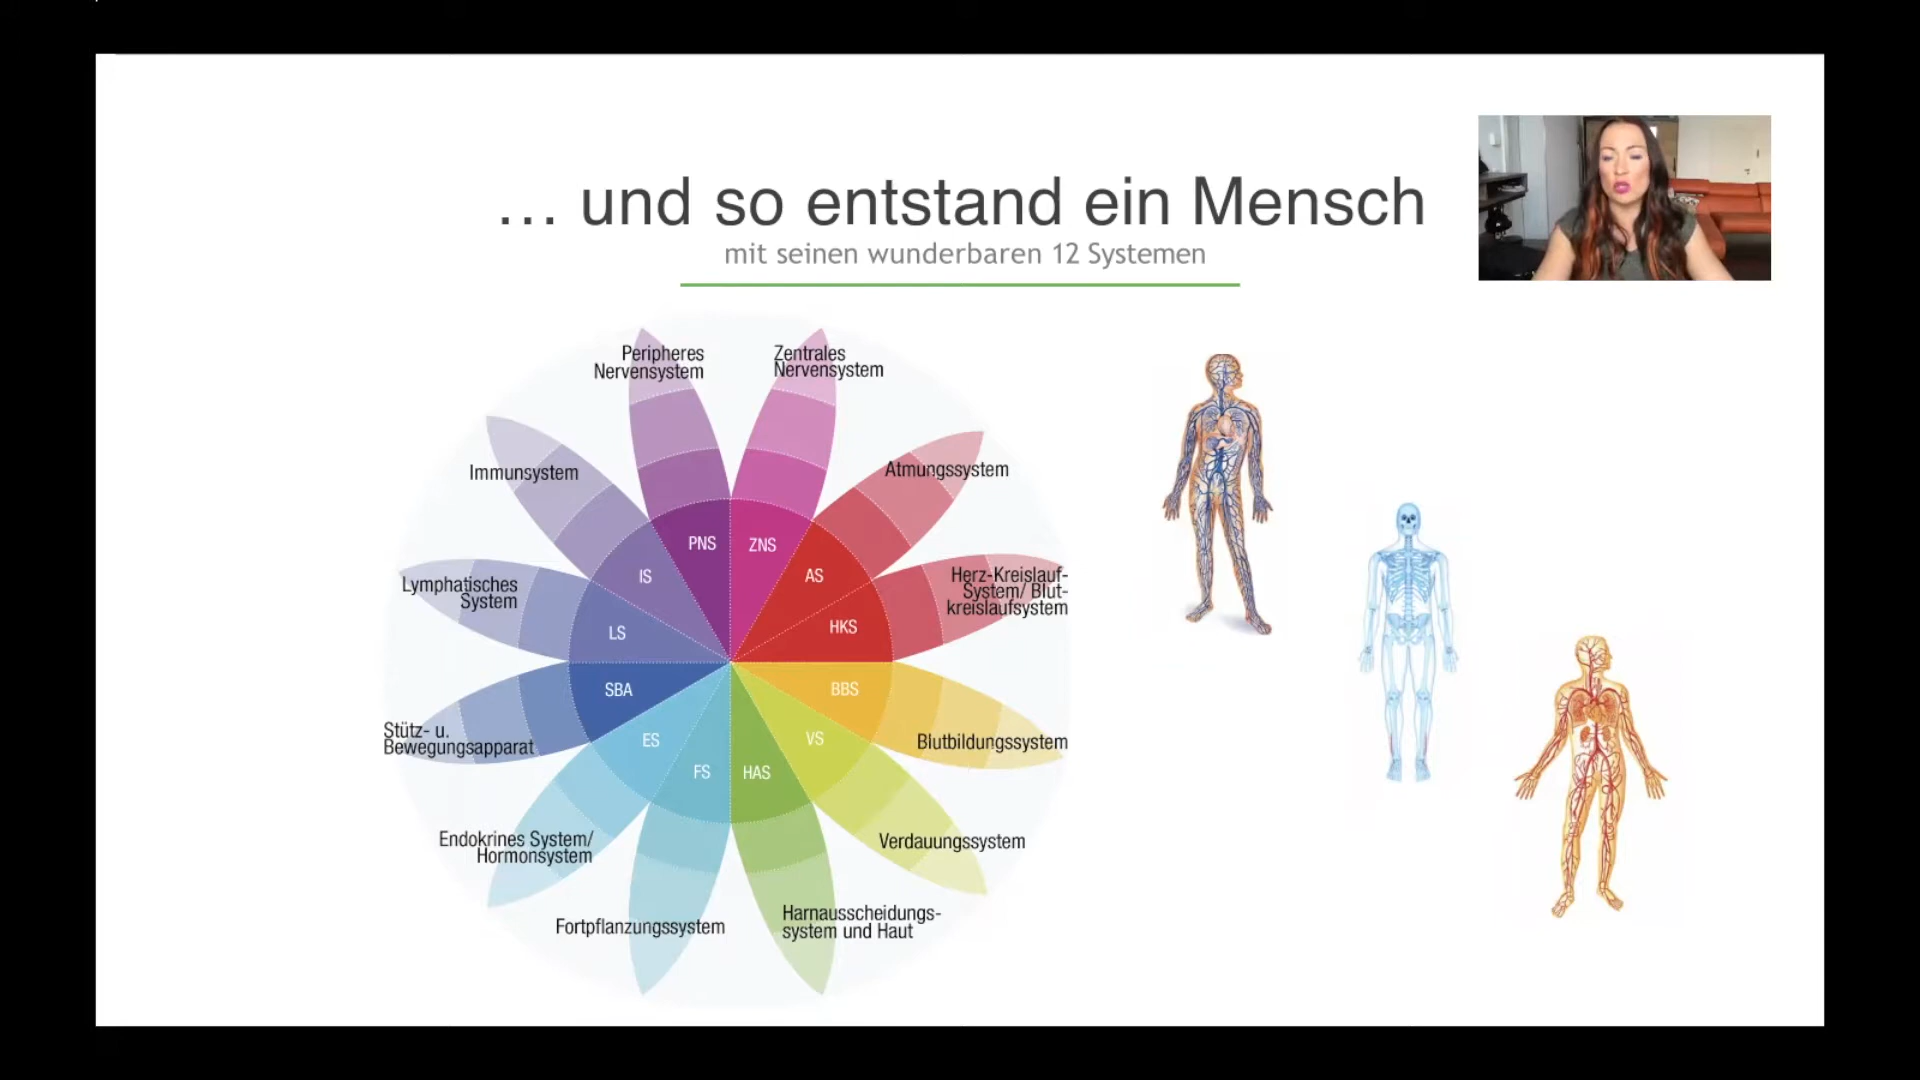 … und so entstand ein Mensch
mit seinen wunderbaren 12 Systemen
Peripheres
Nervensystem
Zentrales
Nervensystem
Immunsystem
Atmungssystem
Lymphatisches
System
Herz-Kreislauf-
System/ Blut-
kreislaufsystem
PNS
ZNS
IS
AS
LS
HKS
SBA
BBS
ES
VS
FS
HAS
Stütz- u.
Bewegungsapparat
Blutbildungssystem
Endokrines System/
Hormonsystem
Verdauungssystem
Fortpflanzungssystem
Harnausscheidungs-
system und Haut